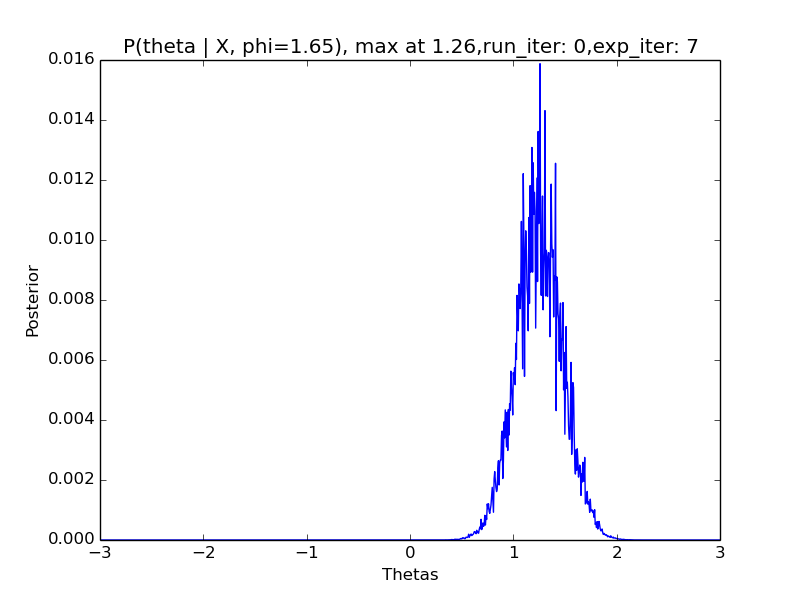 P(theta | X, phi=1.65), max at 1.26,run_iter: 0,exp_iter: 7
0.016
0.014
0.012
0.010
0.008
0.006
0.004
0.002
0.000
Posterior
−3 −2 −1 0 1 2 3
Thetas